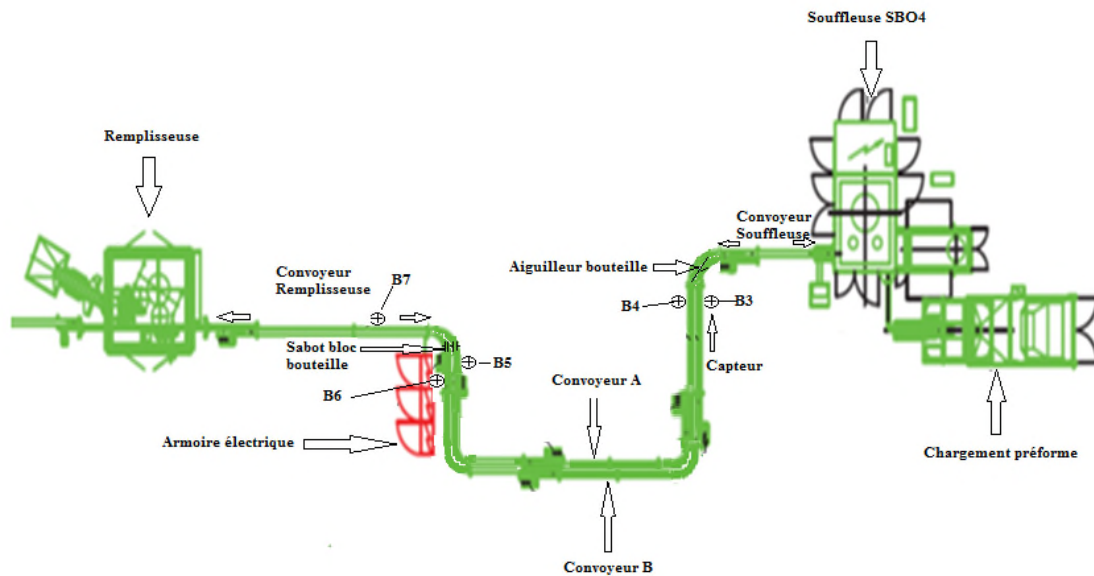 Souffleuse SBO4
Remplisseuse
Convoyeur
Souffleuse
Aiguilleur bouteille
Convoyeur
Remplisseuse
B7
B4
B3
Sabot bloc
bouteille
B5
B6
Capteur
Convoyeur A
Armoire électrique
Chargement préforme
Convoyeur B